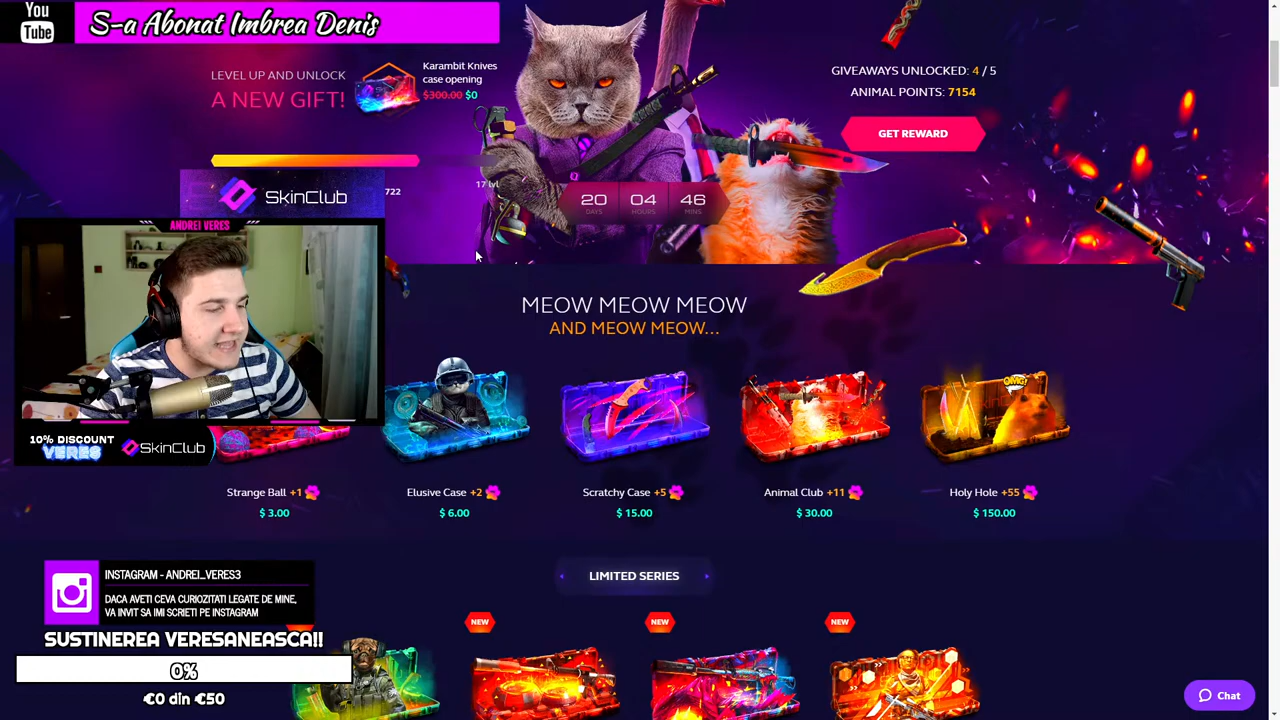 You
Tube
S-a Abonat Imbrea Denis
LEVEL UP AND UNLOCK
A NEW GIFT!
Karambit Knives
case opening
$300.00 $0
GIVEAWAYS UNLOCKED: 4 / 5
ANIMAL POINTS: 7154
GET REWARD
722
17 lvl
20
DAYS
04
HOURS
46
MINS
SKINCLUB
ANDREI VERES
MEOW MEOW MEOW
AND MEOW MEOW...
OMG!
10% DISCOUNT
VERES
SKINCLUB
Strange Ball +1
$ 3.00
Elusive Case +2
$ 6.00
Scratchy Case +5
$ 15.00
Animal Club +11
$ 30.00
Holy Hole +55
$ 150.00
LIMITED SERIES
INSTAGRAM - ANDREI_VERES3
DACA AVETI CEVA CURIOZITATI LEGATE DE MINE,
VA INVIT SA IMI SCRIETI PE INSTAGRAM
SUSTINEREA VERESANEASCA!!
0%
€0 din €50
NEW
NEW
NEW
Chat